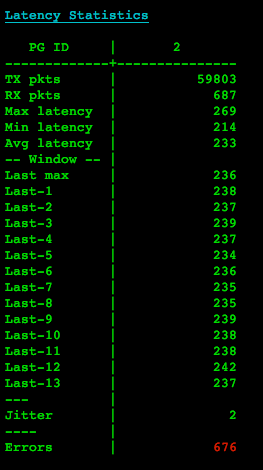 Latency Statistics
PG ID | 2
-------------+----------------
TX pkts | 59803
RX pkts | 687
Max latency | 269
Min latency | 214
Avg latency | 233
-- Window -- |
Last max | 236
Last-1 | 238
Last-2 | 237
Last-3 | 239
Last-4 | 237
Last-5 | 234
Last-6 | 236
Last-7 | 235
Last-8 | 235
Last-9 | 239
Last-10 | 238
Last-11 | 238
Last-12 | 242
Last-13 | 237
--- |
Jitter | 2
---- |
Errors | 676